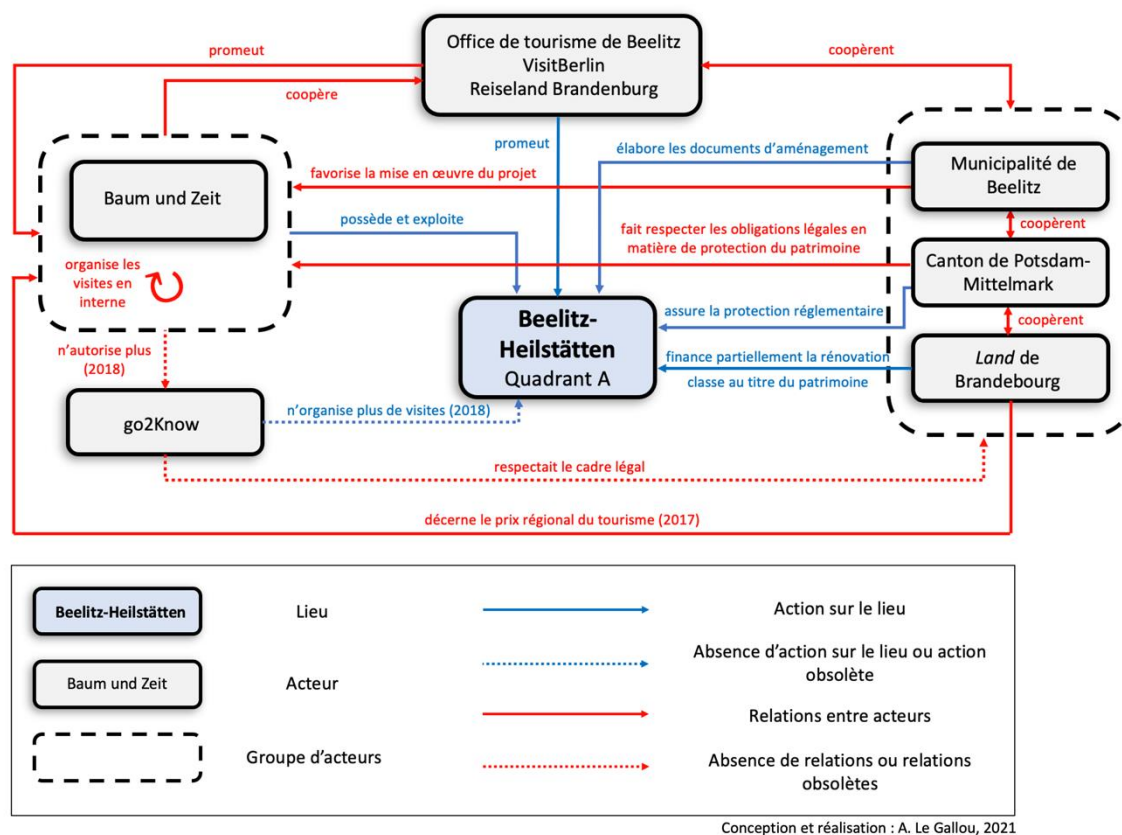 promeut
Office de tourisme de Beelitz
VisitBerlin
Reiseland Brandenburg
coopèrent
coopère
promeut
élabore les documents d’aménagement
Municipalité de
Beelitz
favorise la mise en œuvre du projet
Baum und Zeit
possède et exploite
fait respecter les obligations légales en
matière de protection du patrimoine
coopèrent
Canton de Potsdam-
Mittelmark
organise les
visites en
interne
Beelitz-
Heilstätten
Quadrant A
assure la protection réglementaire
coopèrent
n’autorise plus
(2018)
finance partiellement la rénovation
classe au titre du patrimoine
Land de
Brandebourg
go2Know
n’organise plus de visites (2018)
respectait le cadre légal
décerne le prix régional du tourisme (2017)
Beelitz-Heilstätten
Lieu
Action sur le lieu
Absence d’action sur le lieu ou action
obsolète
Baum und Zeit
Acteur
Relations entre acteurs
Groupe d’acteurs
Absence de relations ou relations
obsolètes
Conception et réalisation : A. Le Gallou, 2021